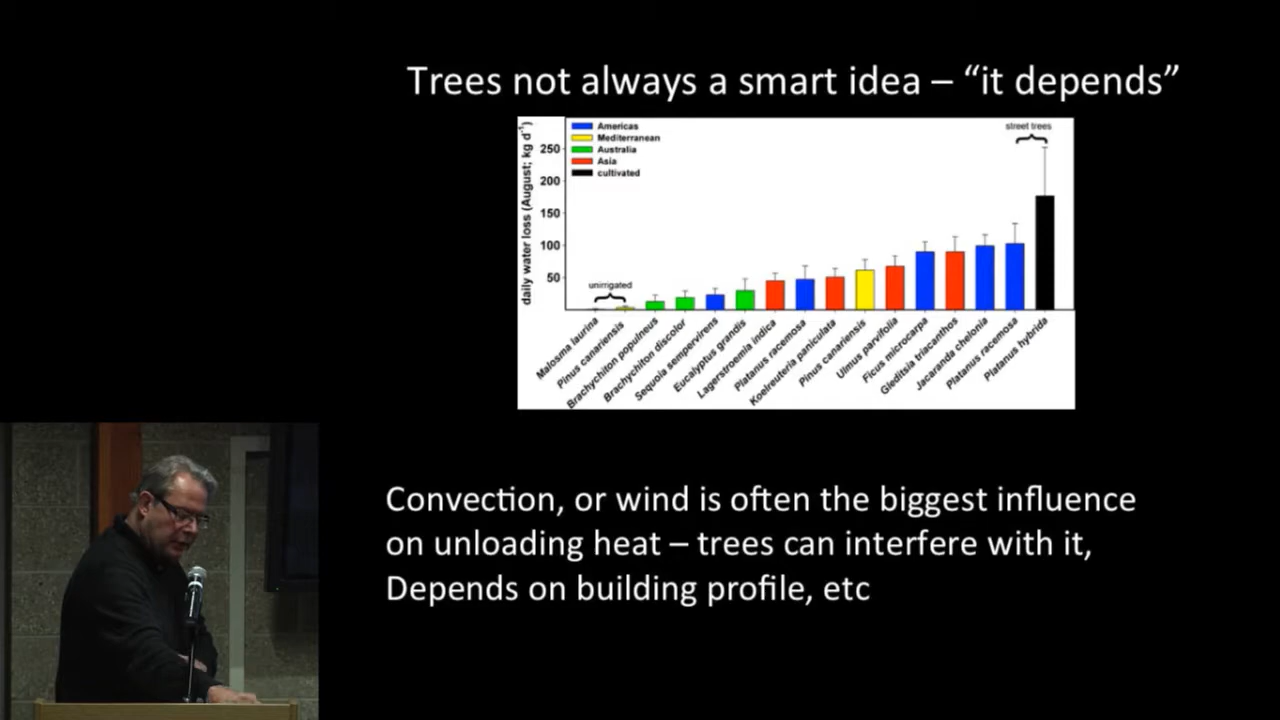 Trees not always a smart idea – “it depends”
daily water loss (August; kg d⁻¹)
250
200
150
100
50
Americas
Mediterranean
Australia
Asia
cultivated
street trees
unirrigated
Malosma laurina
Pinus canariensis
Brachychiton populneus
Brachychiton discolor
Sequoia sempervirens
Eucalyptus grandis
Lagerstroemia indica
Platanus racemosa
Koelreuteria paniculata
Pinus canariensis
Ulmus parvifolia
Ficus microcarpa
Gleditsia triacanthos
Jacaranda chelonia
Platanus racemosa
Platanus hybrida
Convection, or wind is often the biggest influence
on unloading heat – trees can interfere with it,
Depends on building profile, etc